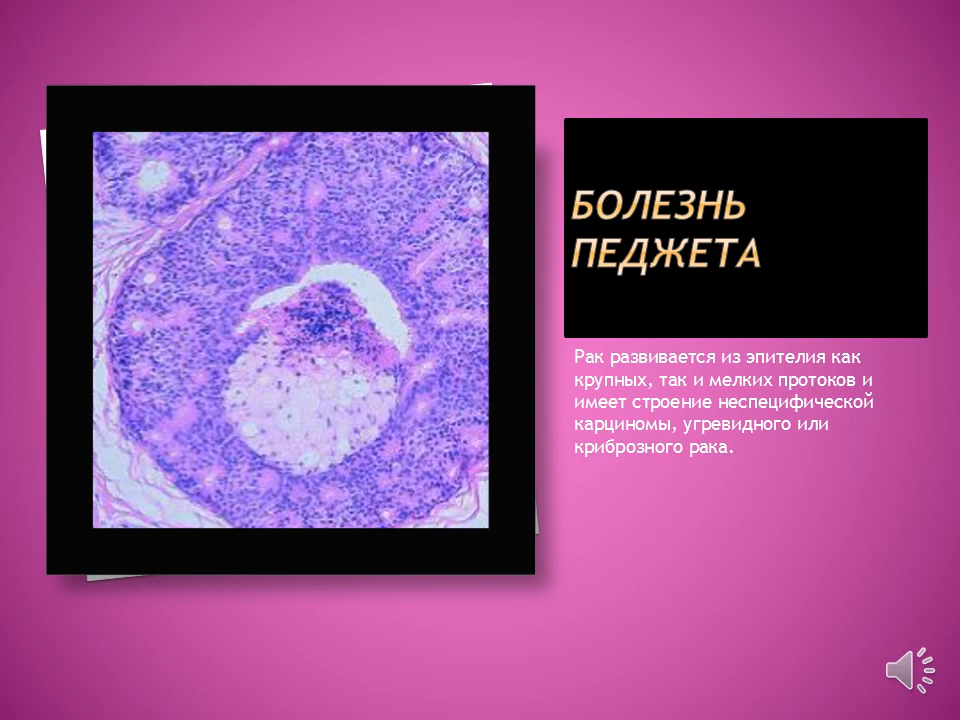 БОЛЕЗНЬ
ПЕДЖЕТА
Рак развивается из эпителия как
крупных, так и мелких протоков и
имеет строение неспецифической
карциномы, угревидного или
криброзного рака.